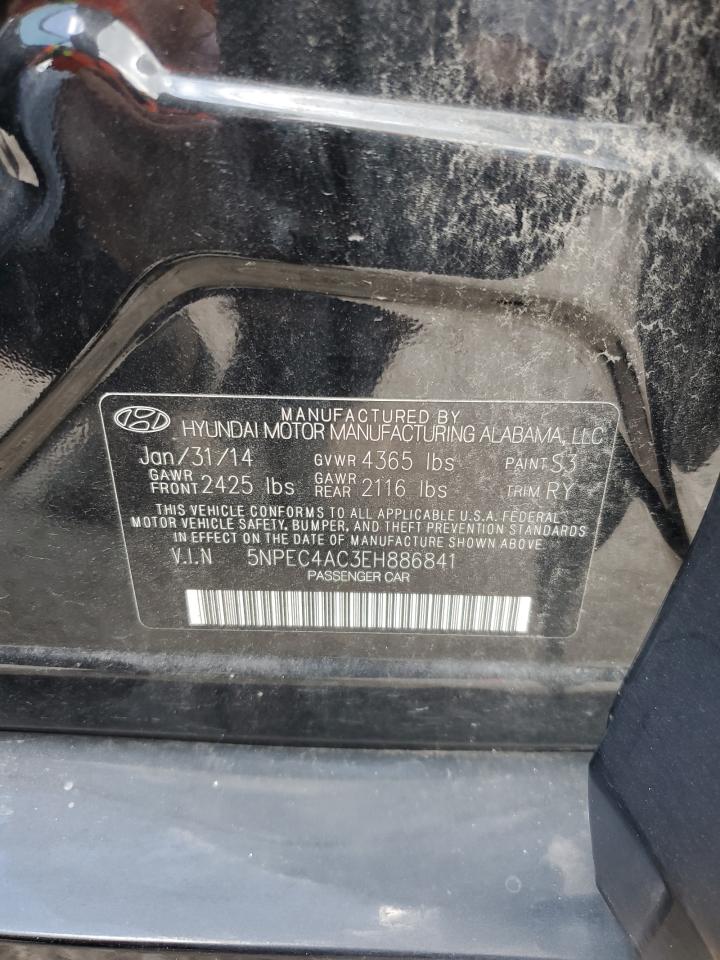 MANUFACTURED BY
HYUNDAI MOTOR MANUFACTURING ALABAMA, LLC
Jan/31/14 GVWR 4365 lbs PAINT S3
GAWR FRONT 2425 lbs GAWR REAR 2116 lbs TRIM RY
THIS VEHICLE CONFORMS TO ALL APPLICABLE U.S.A. FEDERAL
MOTOR VEHICLE SAFETY, BUMPER, AND THEFT PREVENTION STANDARDS
IN EFFECT ON THE DATE OF MANUFACTURE SHOWN ABOVE
V.I.N 5NPEC4AC3EH886841
PASSENGER CAR